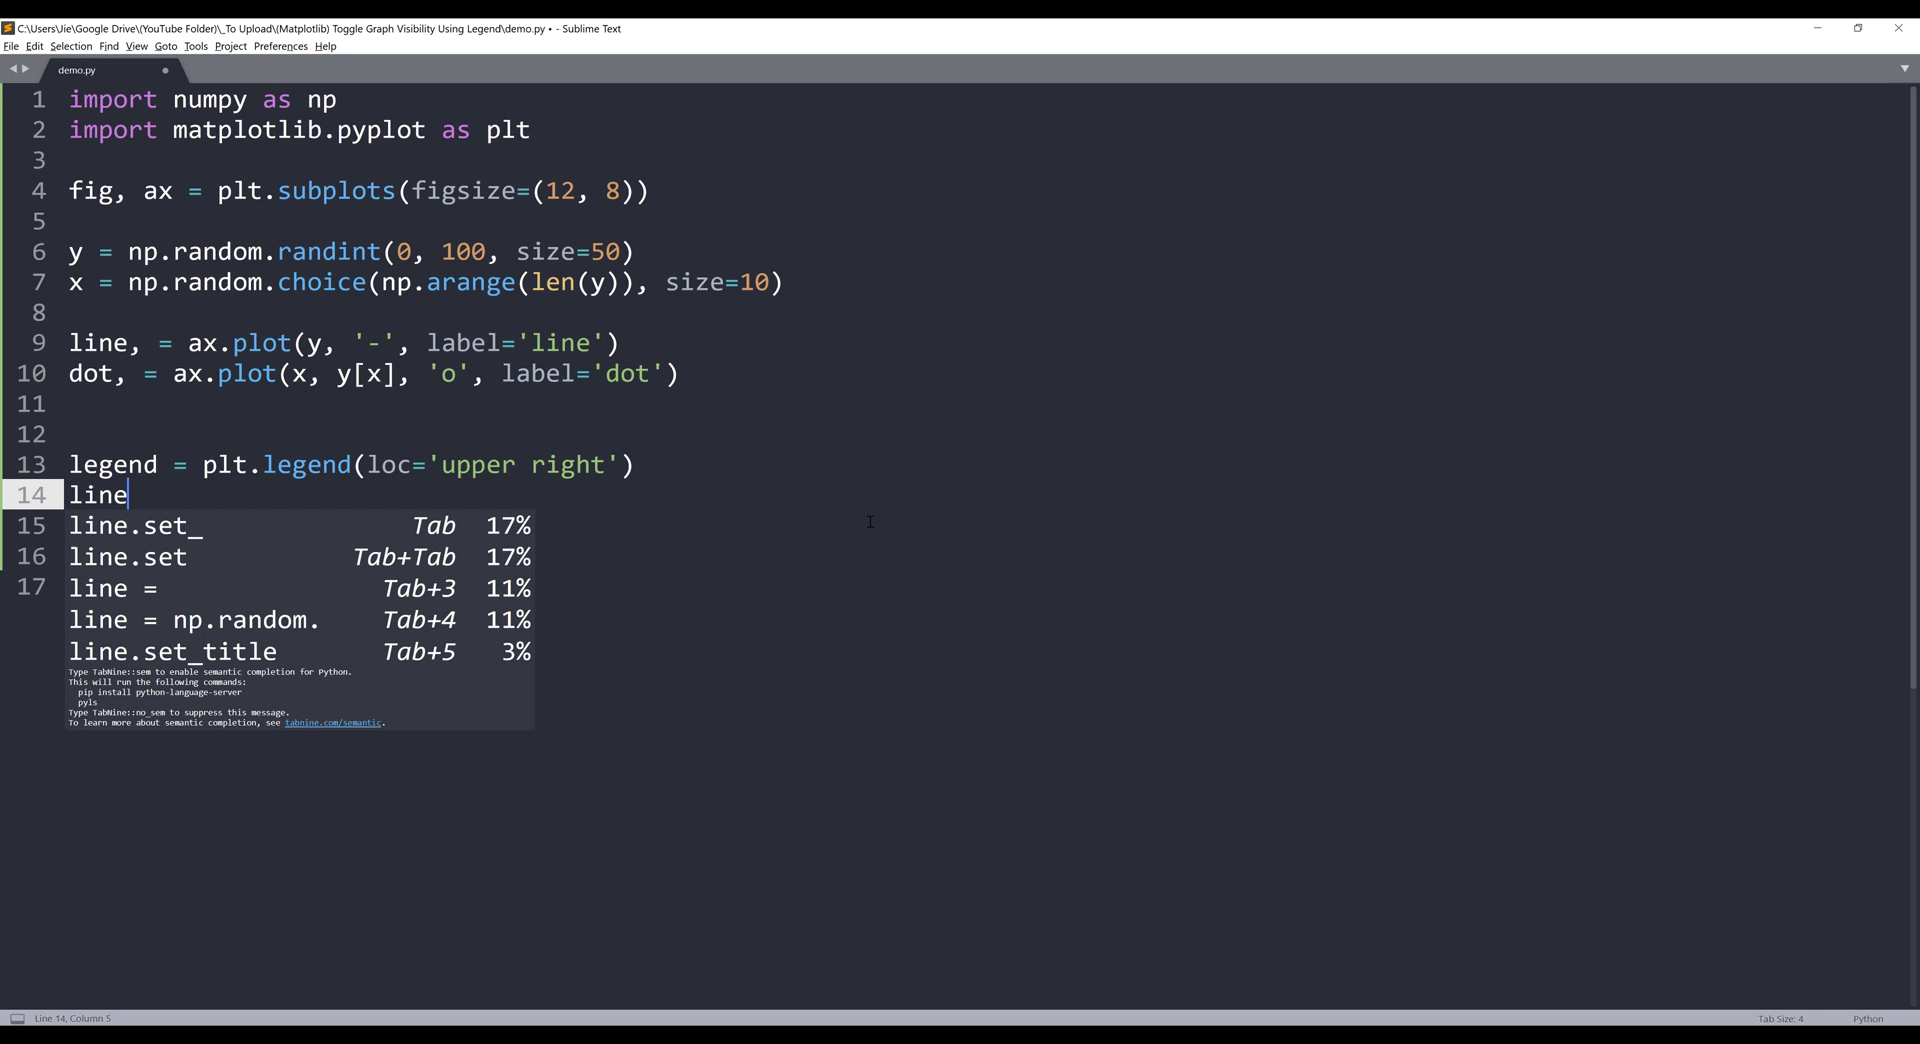 C:\Users\Jie\Google Drive\(YouTube Folder)\_To Upload\(Matplotlib) Toggle Graph Visibility Using Legend\demo.py • - Sublime Text
File Edit Selection Find View Goto Tools Project Preferences Help
demo.py
1 import numpy as np
2 import matplotlib.pyplot as plt
3
4 fig, ax = plt.subplots(figsize=(12, 8))
5
6 y = np.random.randint(0, 100, size=50)
7 x = np.random.choice(np.arange(len(y)), size=10)
8
9 line, = ax.plot(y, '-', label='line')
10 dot, = ax.plot(x, y[x], 'o', label='dot')
11
12
13 legend = plt.legend(loc='upper right')
14 line
15 line.set_ Tab 17%
16 line.set Tab+Tab 17%
17 line = Tab+3 11%
line = np.random. Tab+4 11%
line.set_title Tab+5 3%
Type TabNine::sem to enable semantic completion for Python.
This will run the following commands:
pip install python-language-server
pyls
Type TabNine::no_sem to suppress this message.
To learn more about semantic completion, see tabnine.com/semantic.
Line 14, Column 5 Tab Size: 4 Python